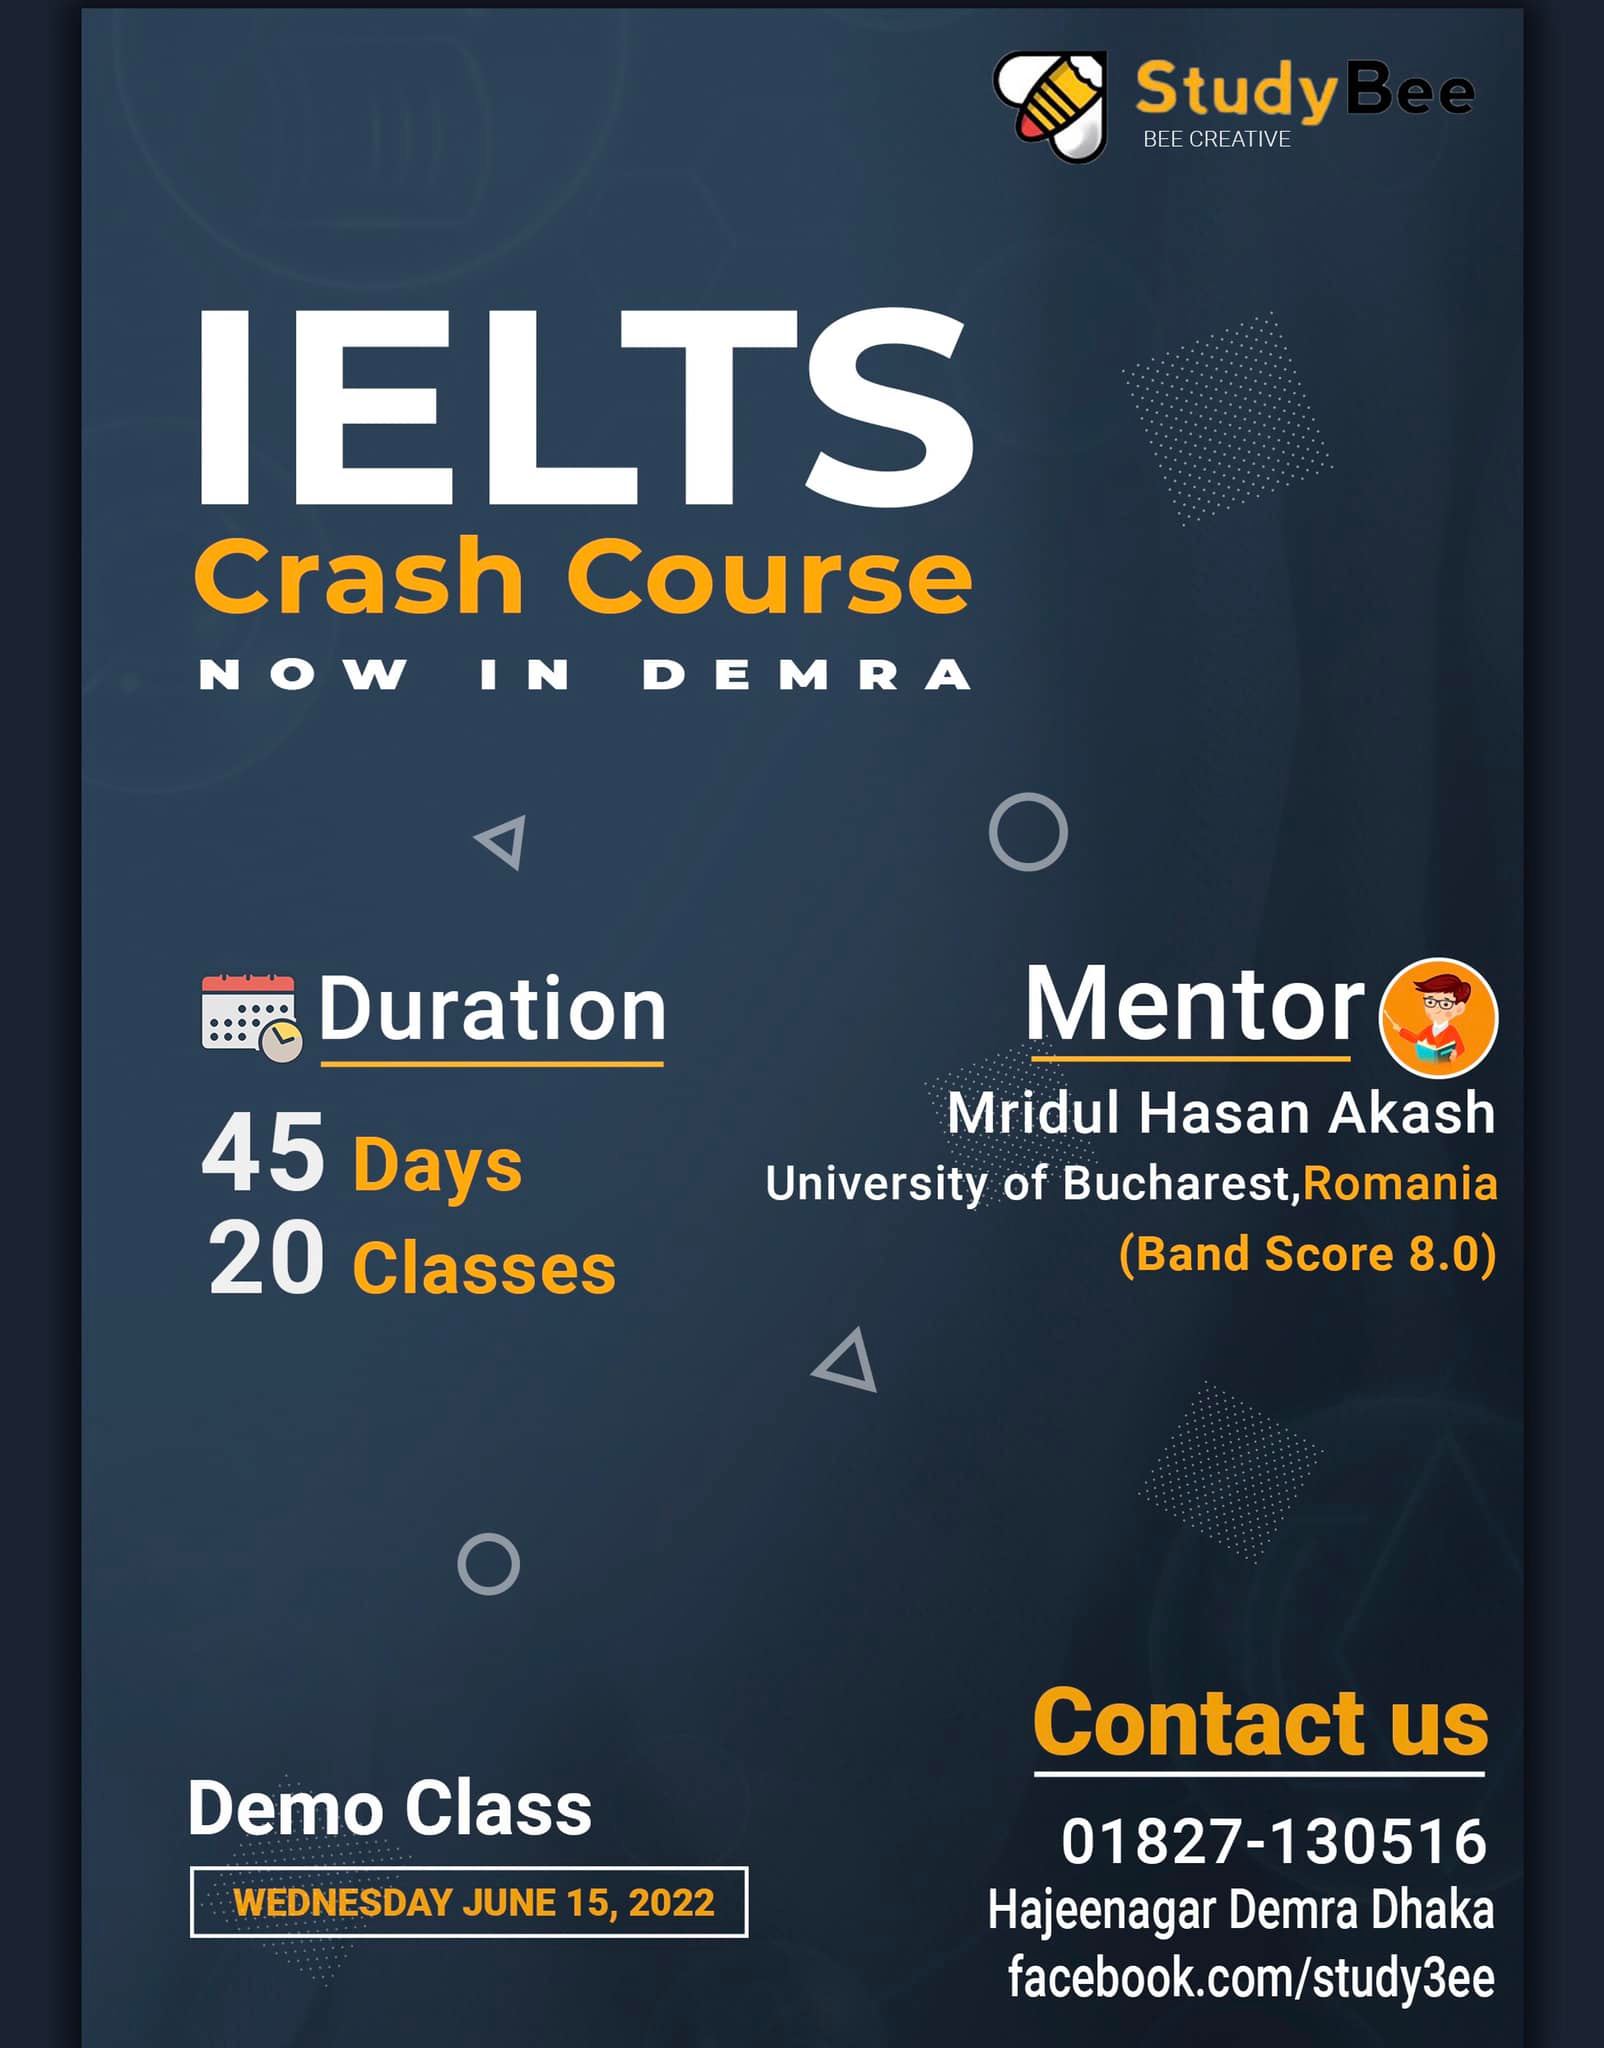 StudyBee
BEE CREATIVE
IELTS
Crash Course
NOW IN DEMRA
Duration
45 Days
20 Classes
Mentor
Mridul Hasan Akash
University of Bucharest,Romania
(Band Score 8.0)
Demo Class
WEDNESDAY JUNE 15, 2022
Contact us
01827-130516
Hajeenagar Demra Dhaka
facebook.com/study3ee